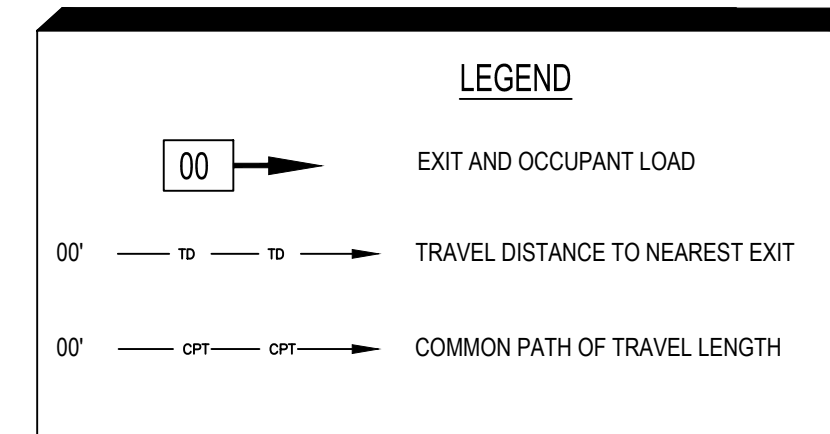 LEGEND
00 EXIT AND OCCUPANT LOAD
00' TD TD TRAVEL DISTANCE TO NEAREST EXIT
00' CPT CPT COMMON PATH OF TRAVEL LENGTH